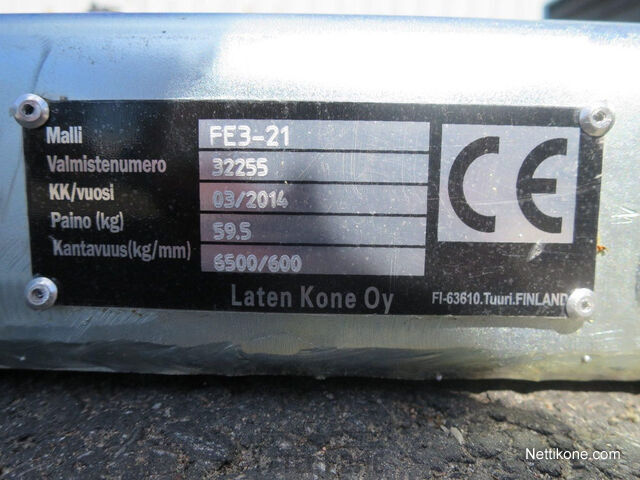 Malli FE3-21
Valmistenumero 32255
KK/vuosi 03/2014
Paino (kg) 59.5
Kantavuus(kg/mm) 6500/600
CE
Laten Kone Oy FI-63610.Tuuri.FINLAND
Nettikone.com